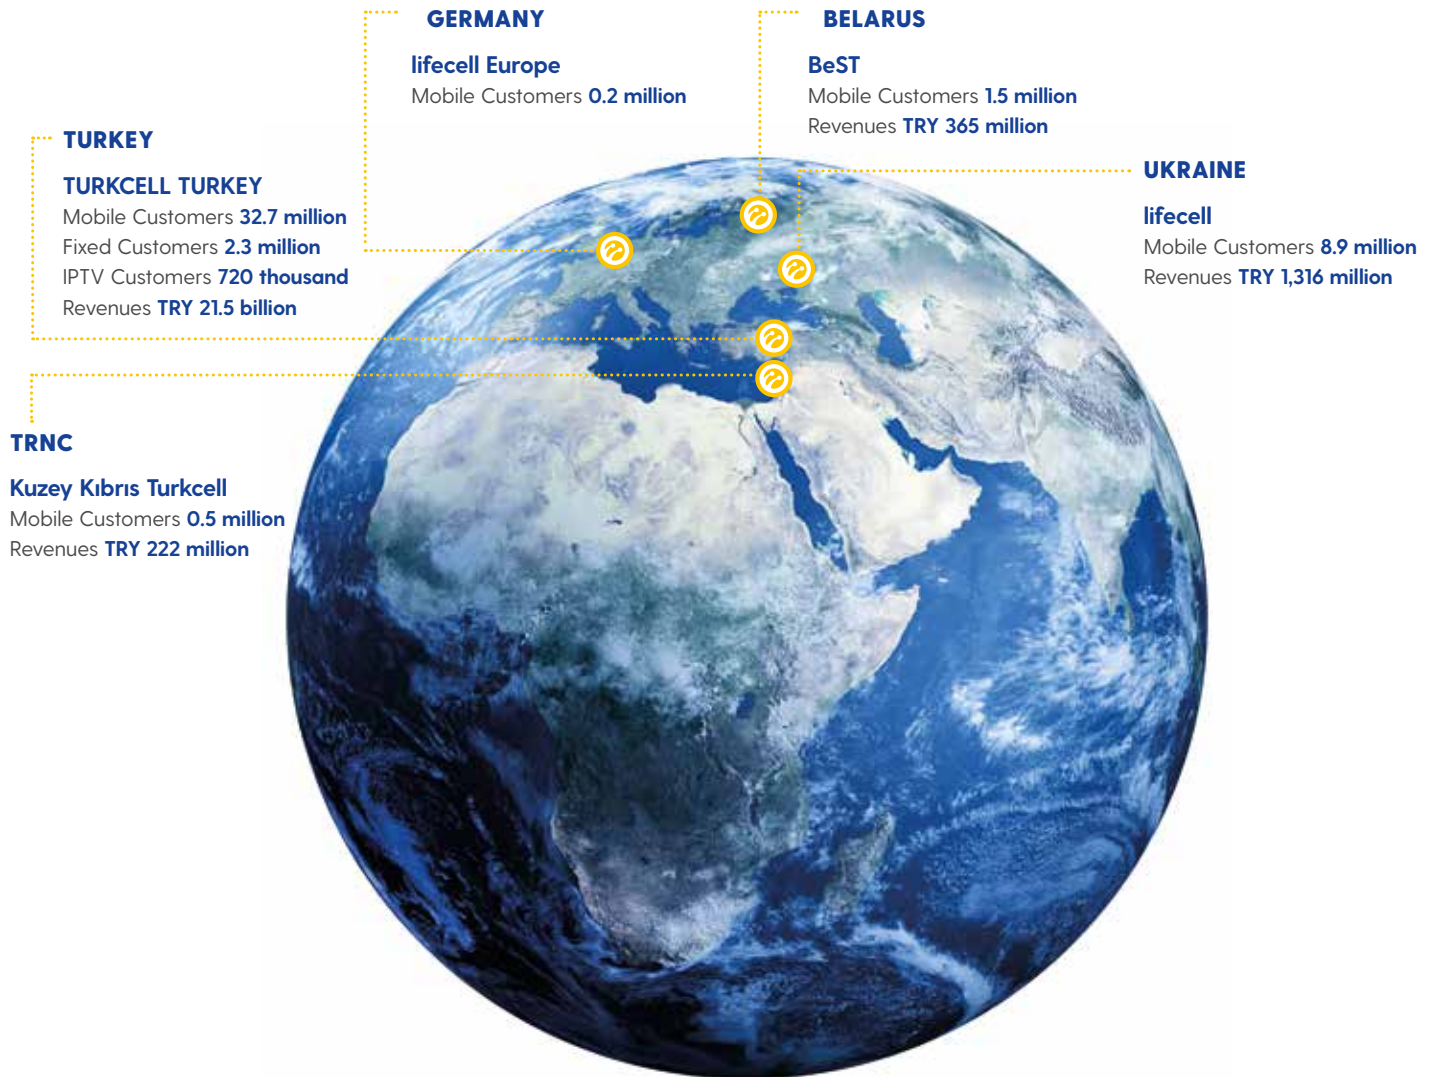 GERMANY
lifecell Europe
Mobile Customers 0.2 million
BELARUS
BeST
Mobile Customers 1.5 million
Revenues TRY 365 million
TURKEY
TURKCELL TURKEY
Mobile Customers 32.7 million
Fixed Customers 2.3 million
IPTV Customers 720 thousand
Revenues TRY 21.5 billion
UKRAINE
lifecell
Mobile Customers 8.9 million
Revenues TRY 1,316 million
TRNC
Kuzey Kıbrıs Turkcell
Mobile Customers 0.5 million
Revenues TRY 222 million